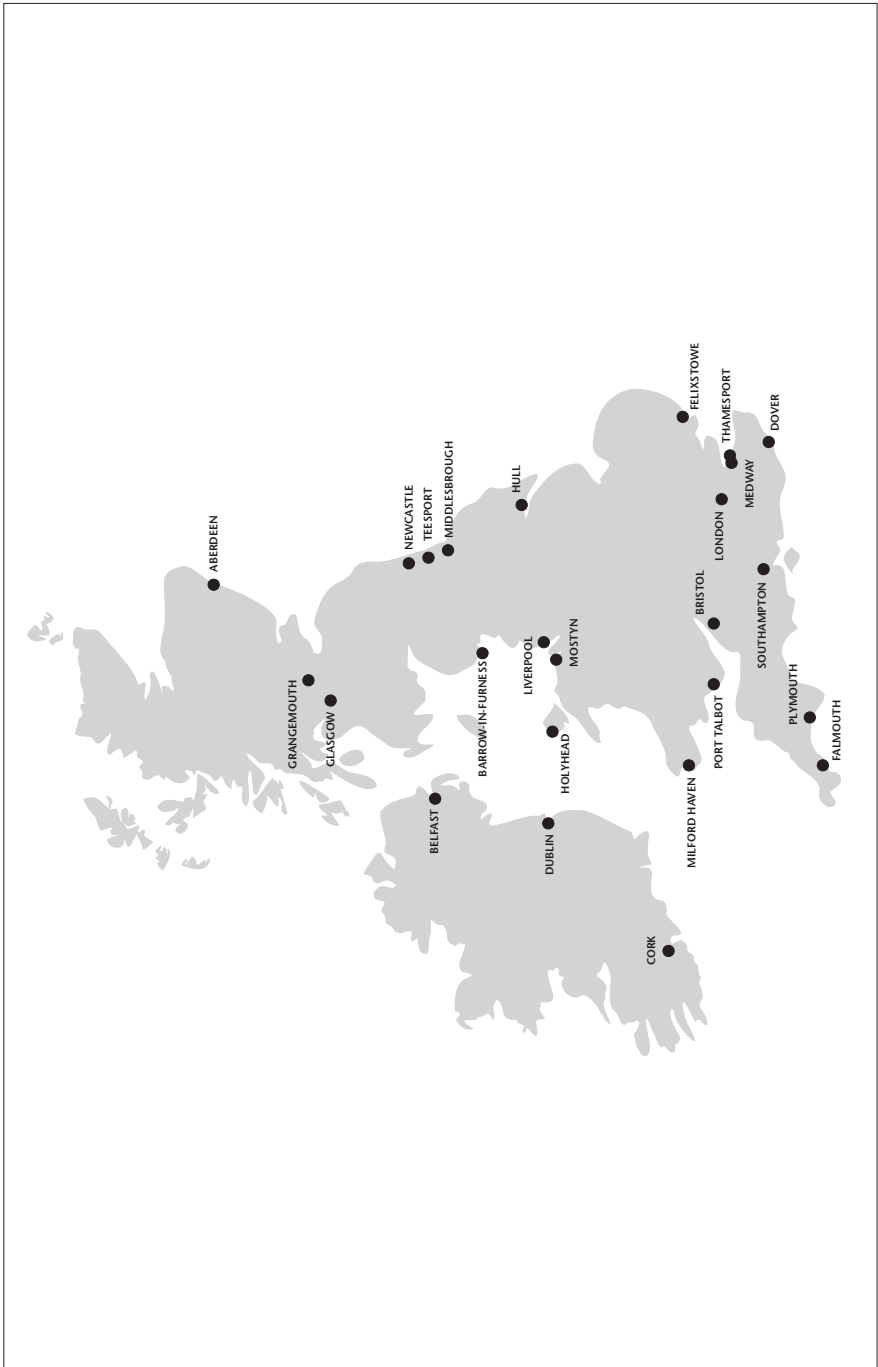 ABERDEEN
GRANGEMOUTH
GLASGOW
NEWCASTLE
TEESPORT
MIDDLESBROUGH
BELFAST
BARROW-IN-FURNESS
HULL
LIVERPOOL
MOSTYN
HOLYHEAD
DUBLIN
CORK
FELIXSTOWE
MILFORD HAVEN
PORT TALBOT
BRISTOL
LONDON
THAMESPORT
MEDWAY
DOVER
SOUTHAMPTON
PLYMOUTH
FALMOUTH